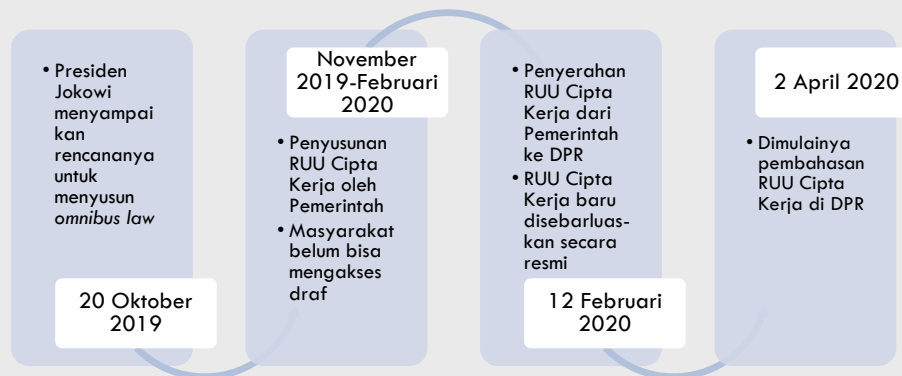 • Presiden
Jokowi
menyampai
kan
rencananya
untuk
menyusun
omnibus law
20 Oktober
2019
November
2019-Februari
2020
• Penyusunan
RUU Cipta
Kerja oleh
Pemerintah
• Masyarakat
belum bisa
mengakses
draf
• Penyerahan
RUU Cipta
Kerja dari
Pemerintah
ke DPR
• RUU Cipta
Kerja baru
disebarluas-
kan secara
resmi
12 Februari
2020
2 April 2020
• Dimulainya
pembahasan
RUU Cipta
Kerja di DPR